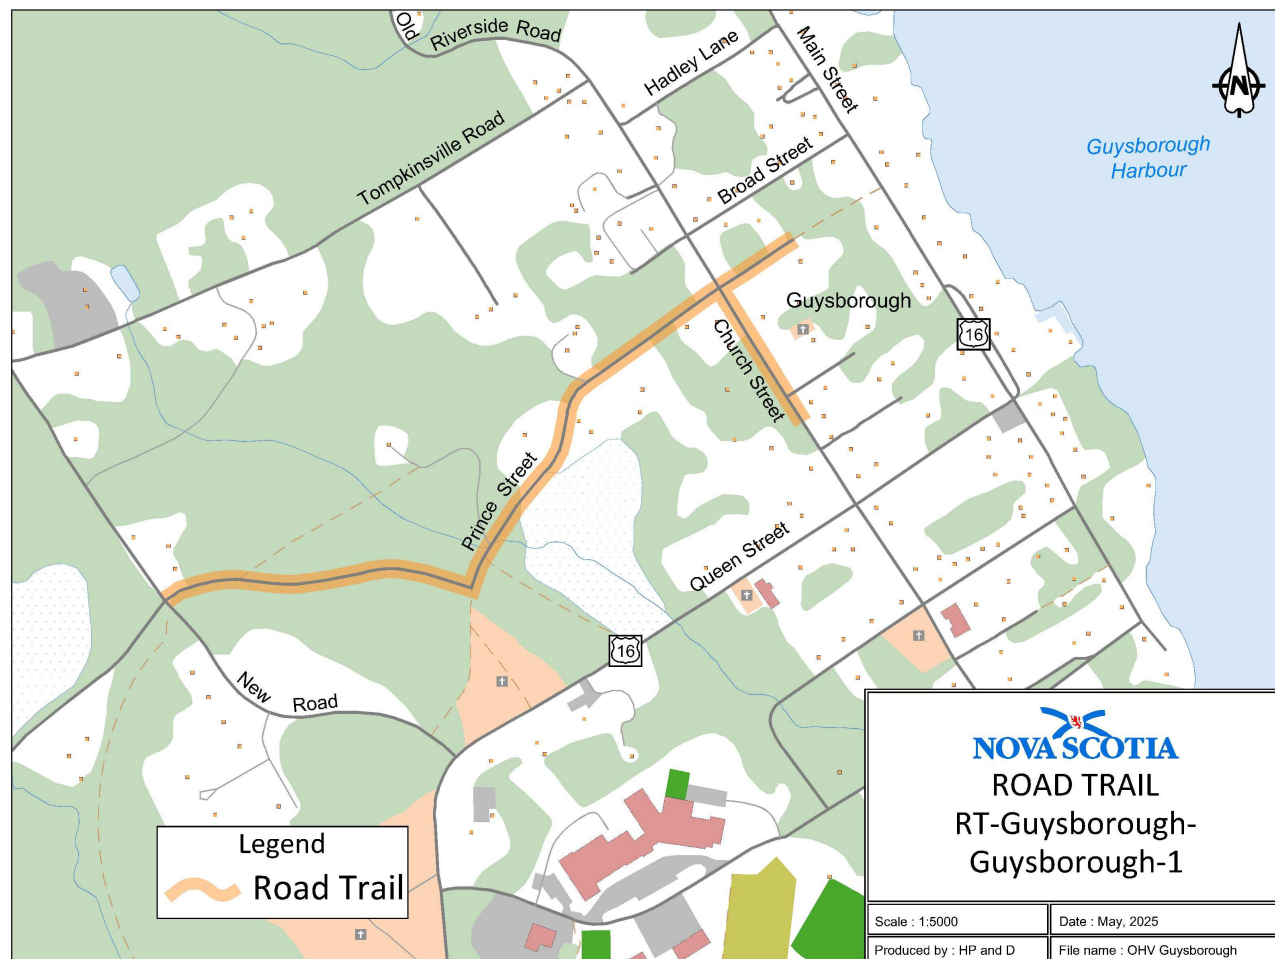 Old
Riverside Road
Hadley Lane
Main Street
N
Guysborough
Harbour
Tompkinsville Road
Broad Street
Guysborough
16
Church Street
Prince Street
Queen Street
16
New Road
Legend
Road Trail
NOVA SCOTIA
ROAD TRAIL
RT-Guysborough-
Guysborough-1
Scale : 1:5000
Date : May, 2025
Produced by : HP and D
File name : OHV Guysborough